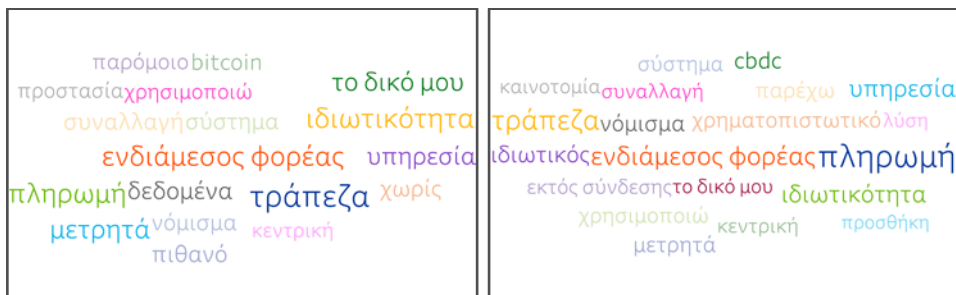 παρόμοιο bitcoin
το δικό μου
προστασία χρησιμοποιώ
συναλλαγή σύστημα ιδιωτικότητα
ενδιάμεσος φορέας υπηρεσία
πληρωμή δεδομένα τράπεζα χωρίς
μετρητά νόμισμα κεντρική
πιθανό
σύστημα cbdc
καινοτομία συναλλαγή παρέχω υπηρεσία
τράπεζα νόμισμα χρηματοπιστωτικό λύση
ιδιωτικός ενδιάμεσος φορέας πληρωμή
εκτός σύνδεσης το δικό μου ιδιωτικότητα
χρησιμοποιώ κεντρική προσθήκη
μετρητά